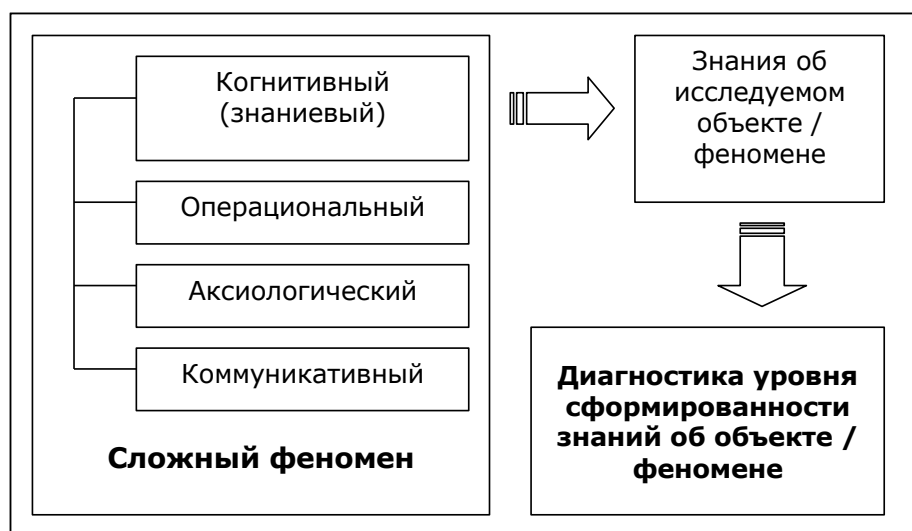 Когнитивный
(знаниевый)
Операциональный
Аксиологический
Коммуникативный
Сложный феномен
Знания об
исследуемом
объекте /
феномене
Диагностика уровня
сформированности
знаний об объекте /
феномене